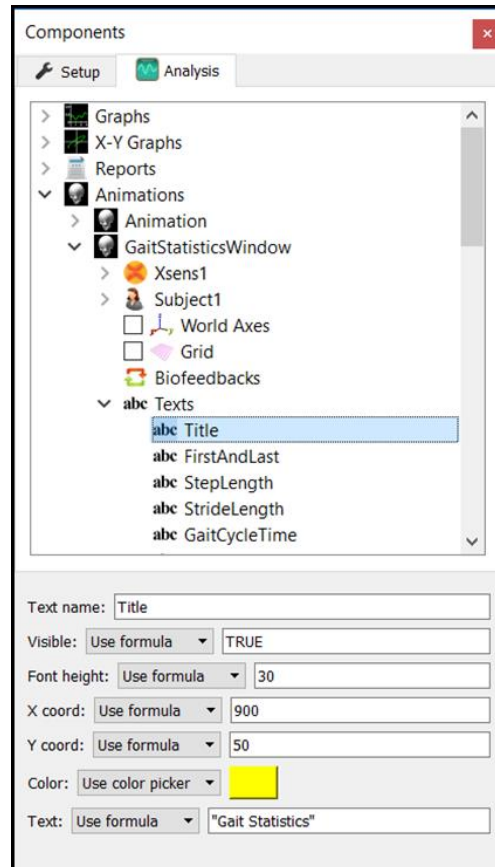 Components
Setup Analysis
Graphs
X-Y Graphs
Reports
Animations
Animation
GaitStatisticsWindow
Xsens1
Subject1
World Axes
Grid
Biofeedbacks
abc Texts
abc Title
abc FirstAndLast
abc StepLength
abc StrideLength
abc GaitCycleTime
Text name: Title
Visible: Use formula TRUE
Font height: Use formula 30
X coord: Use formula 900
Y coord: Use formula 50
Color: Use color picker
Text: Use formula "Gait Statistics"